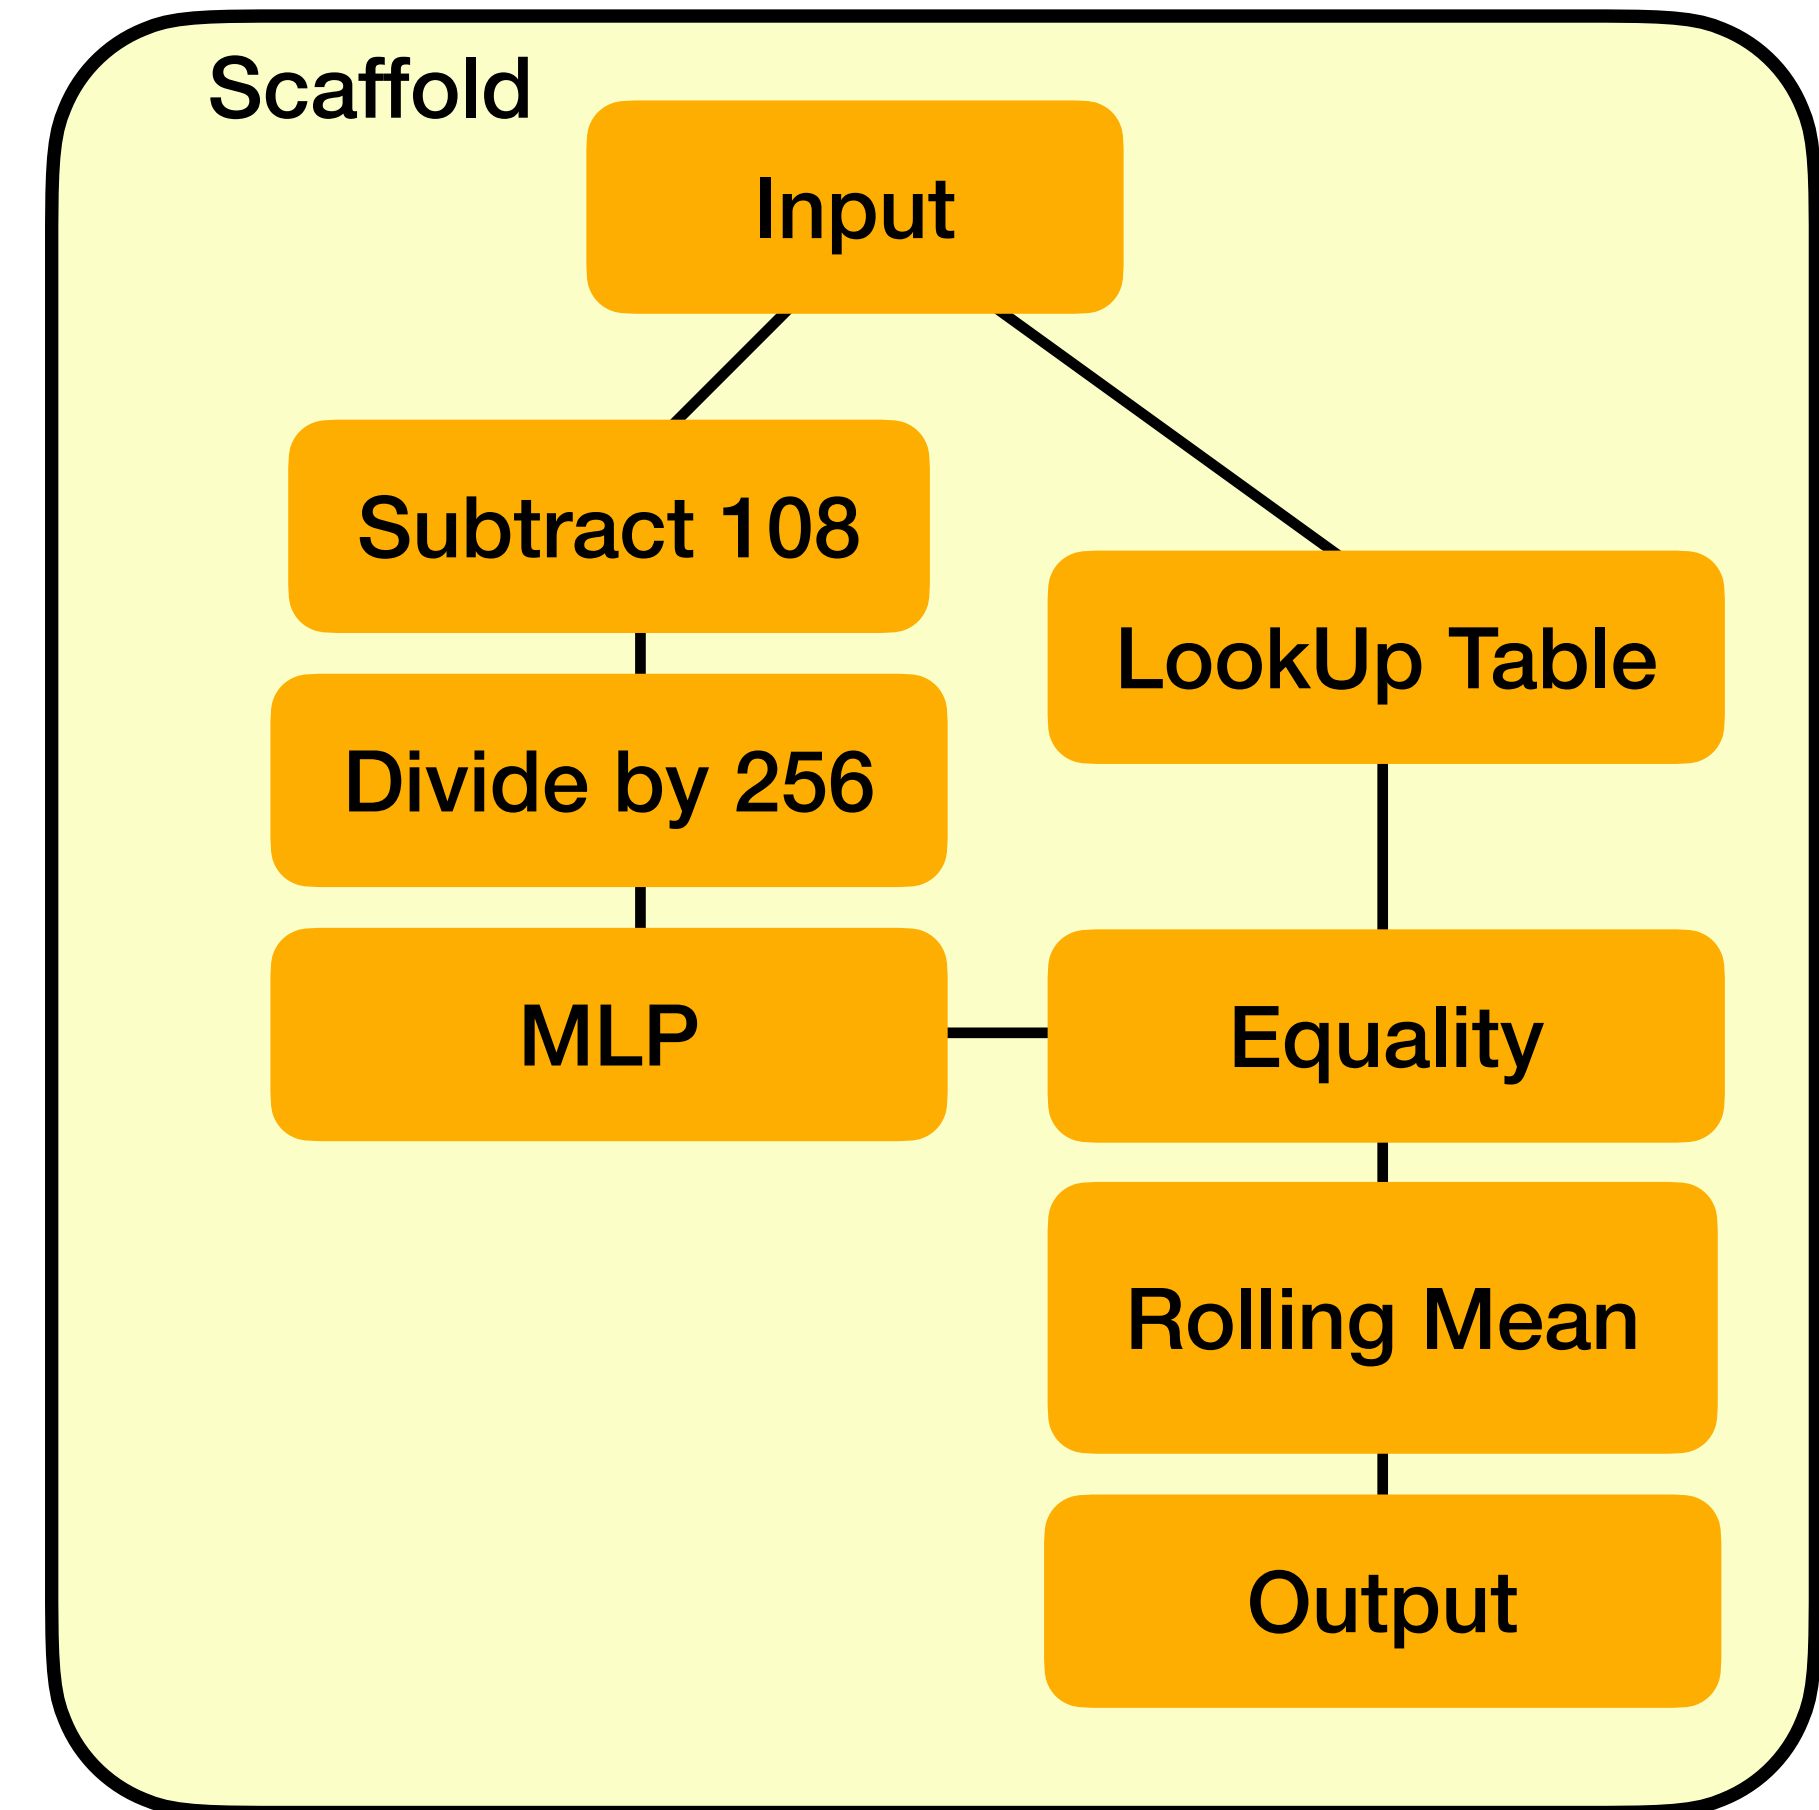 Scaffold
Input
Subtract 108
LookUp Table
Divide by 256
MLP
Equality
Rolling Mean
Output